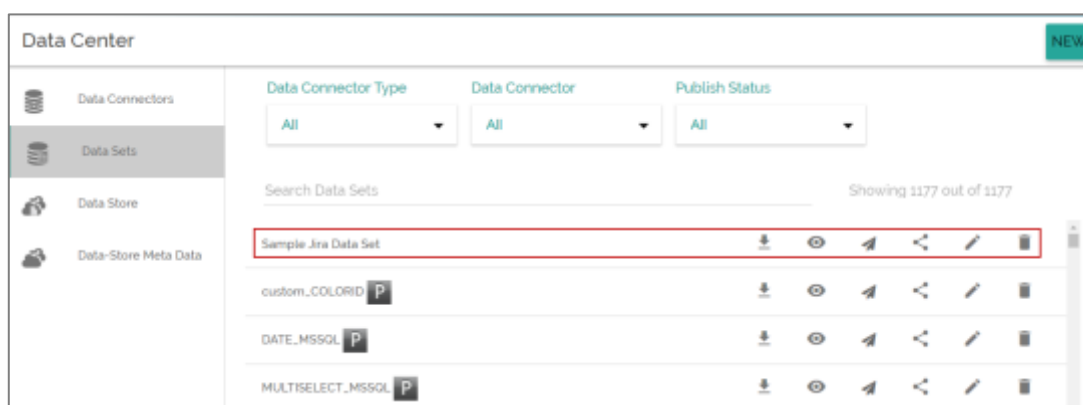 Data Center
NEW
Data Connectors
Data Sets
Data Store
Data-Store Meta Data
Data Connector Type
Data Connector
Publish Status
All
All
All
Search Data Sets
Showing 1177 out of 1177
Sample Jira Data Set
custom_COLORID P
DATE_MSSQL P
MULTISELECT_MSSQL P